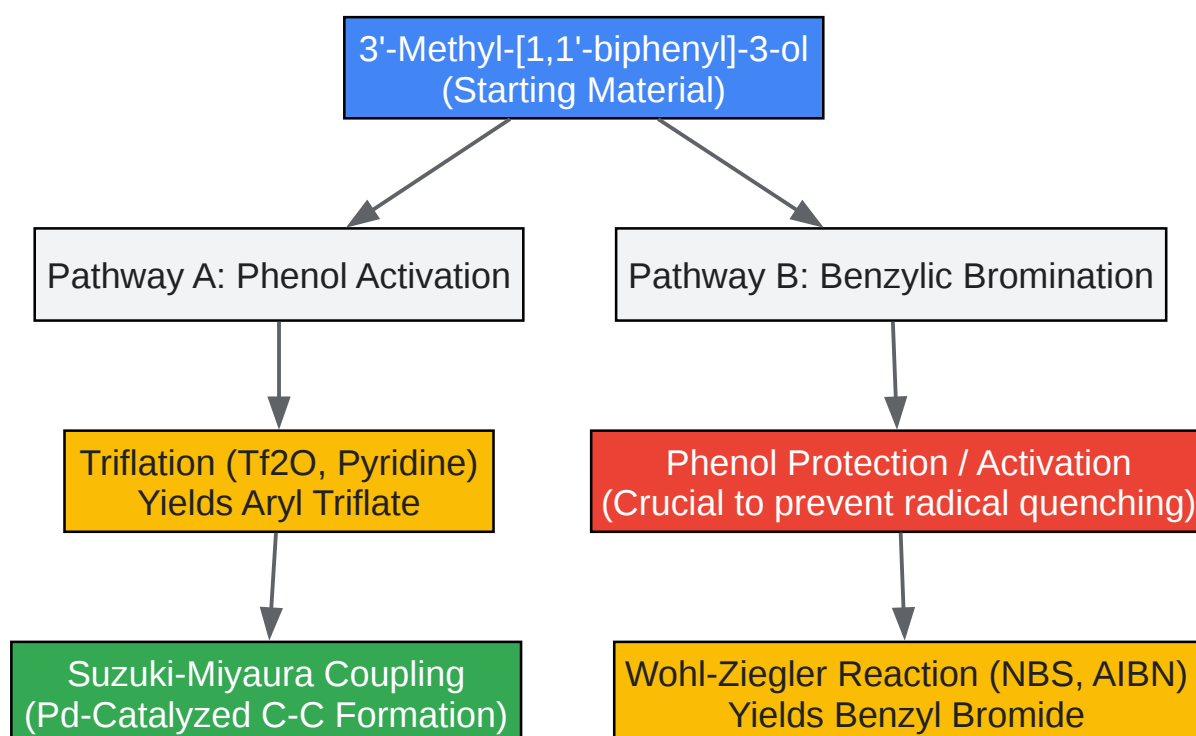 3'-Methyl-[1,1'-biphenyl]-3-ol
(Starting Material)
Pathway A: Phenol Activation
Pathway B: Benzylic Bromination
Triflation (Tf2O, Pyridine)
Yields Aryl Triflate
Phenol Protection / Activation
(Crucial to prevent radical quenching)
Suzuki-Miyaura Coupling
(Pd-Catalyzed C-C Formation)
Wohl-Ziegler Reaction (NBS, AIBN)
Yields Benzyl Bromide